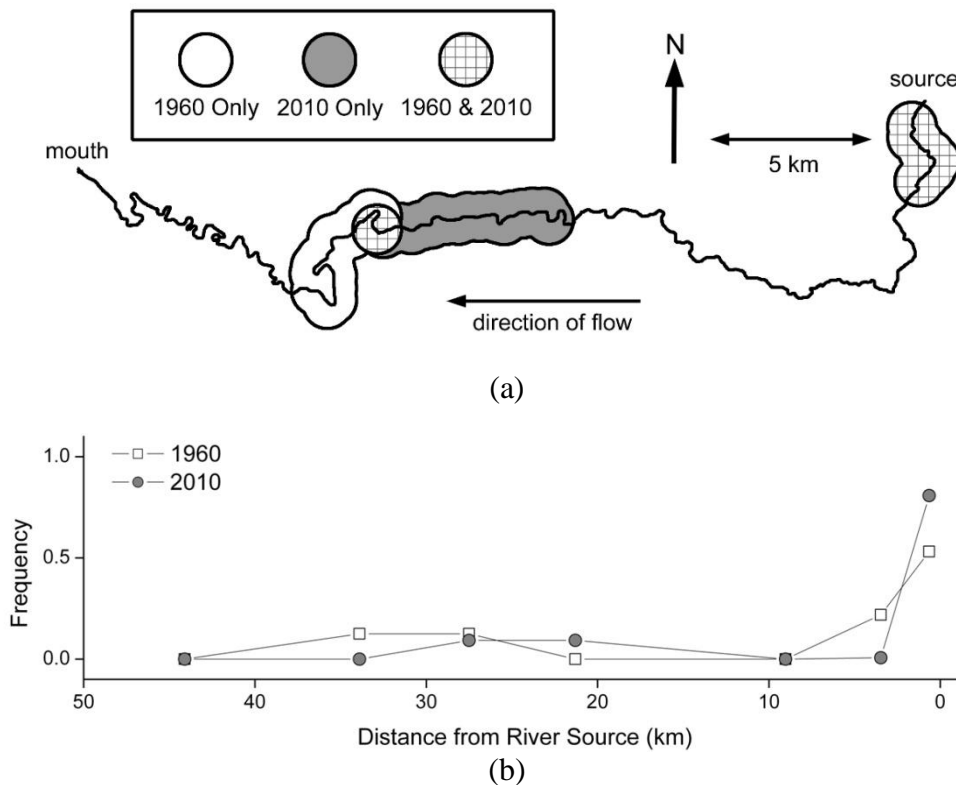 1960 Only 2010 Only 1960 & 2010
N
source
5 km
mouth
direction of flow
(a)
1960
2010
1.0
0.5
0.0
Frequency
50 40 30 20 10 0
Distance from River Source (km)
(b)